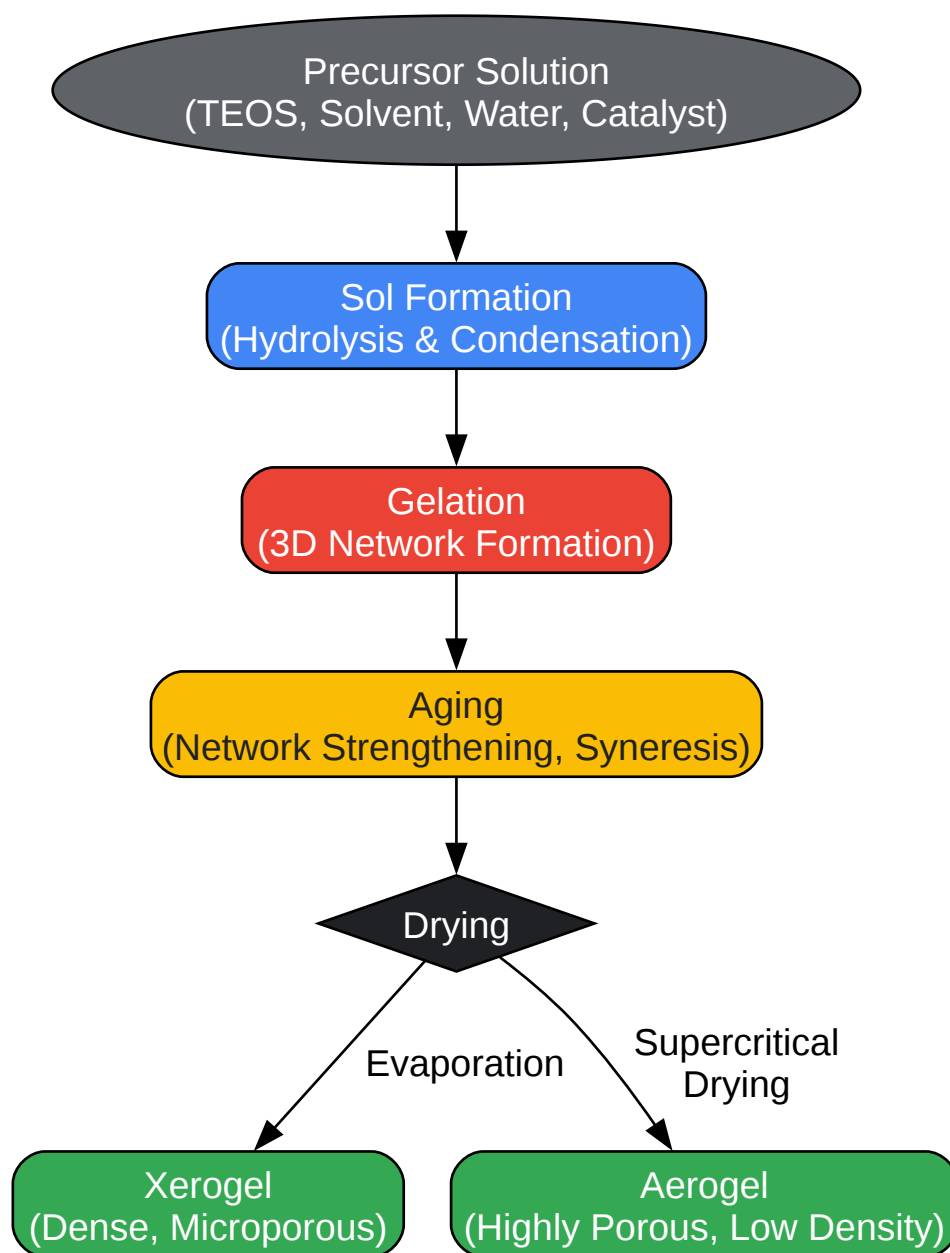 Precursor Solution
(TEOS, Solvent, Water, Catalyst)
Sol Formation
(Hydrolysis & Condensation)
Gelation
(3D Network Formation)
Aging
(Network Strengthening, Syneresis)
Drying
Evaporation
Supercritical
Drying
Xerogel
(Dense, Microporous)
Aerogel
(Highly Porous, Low Density)